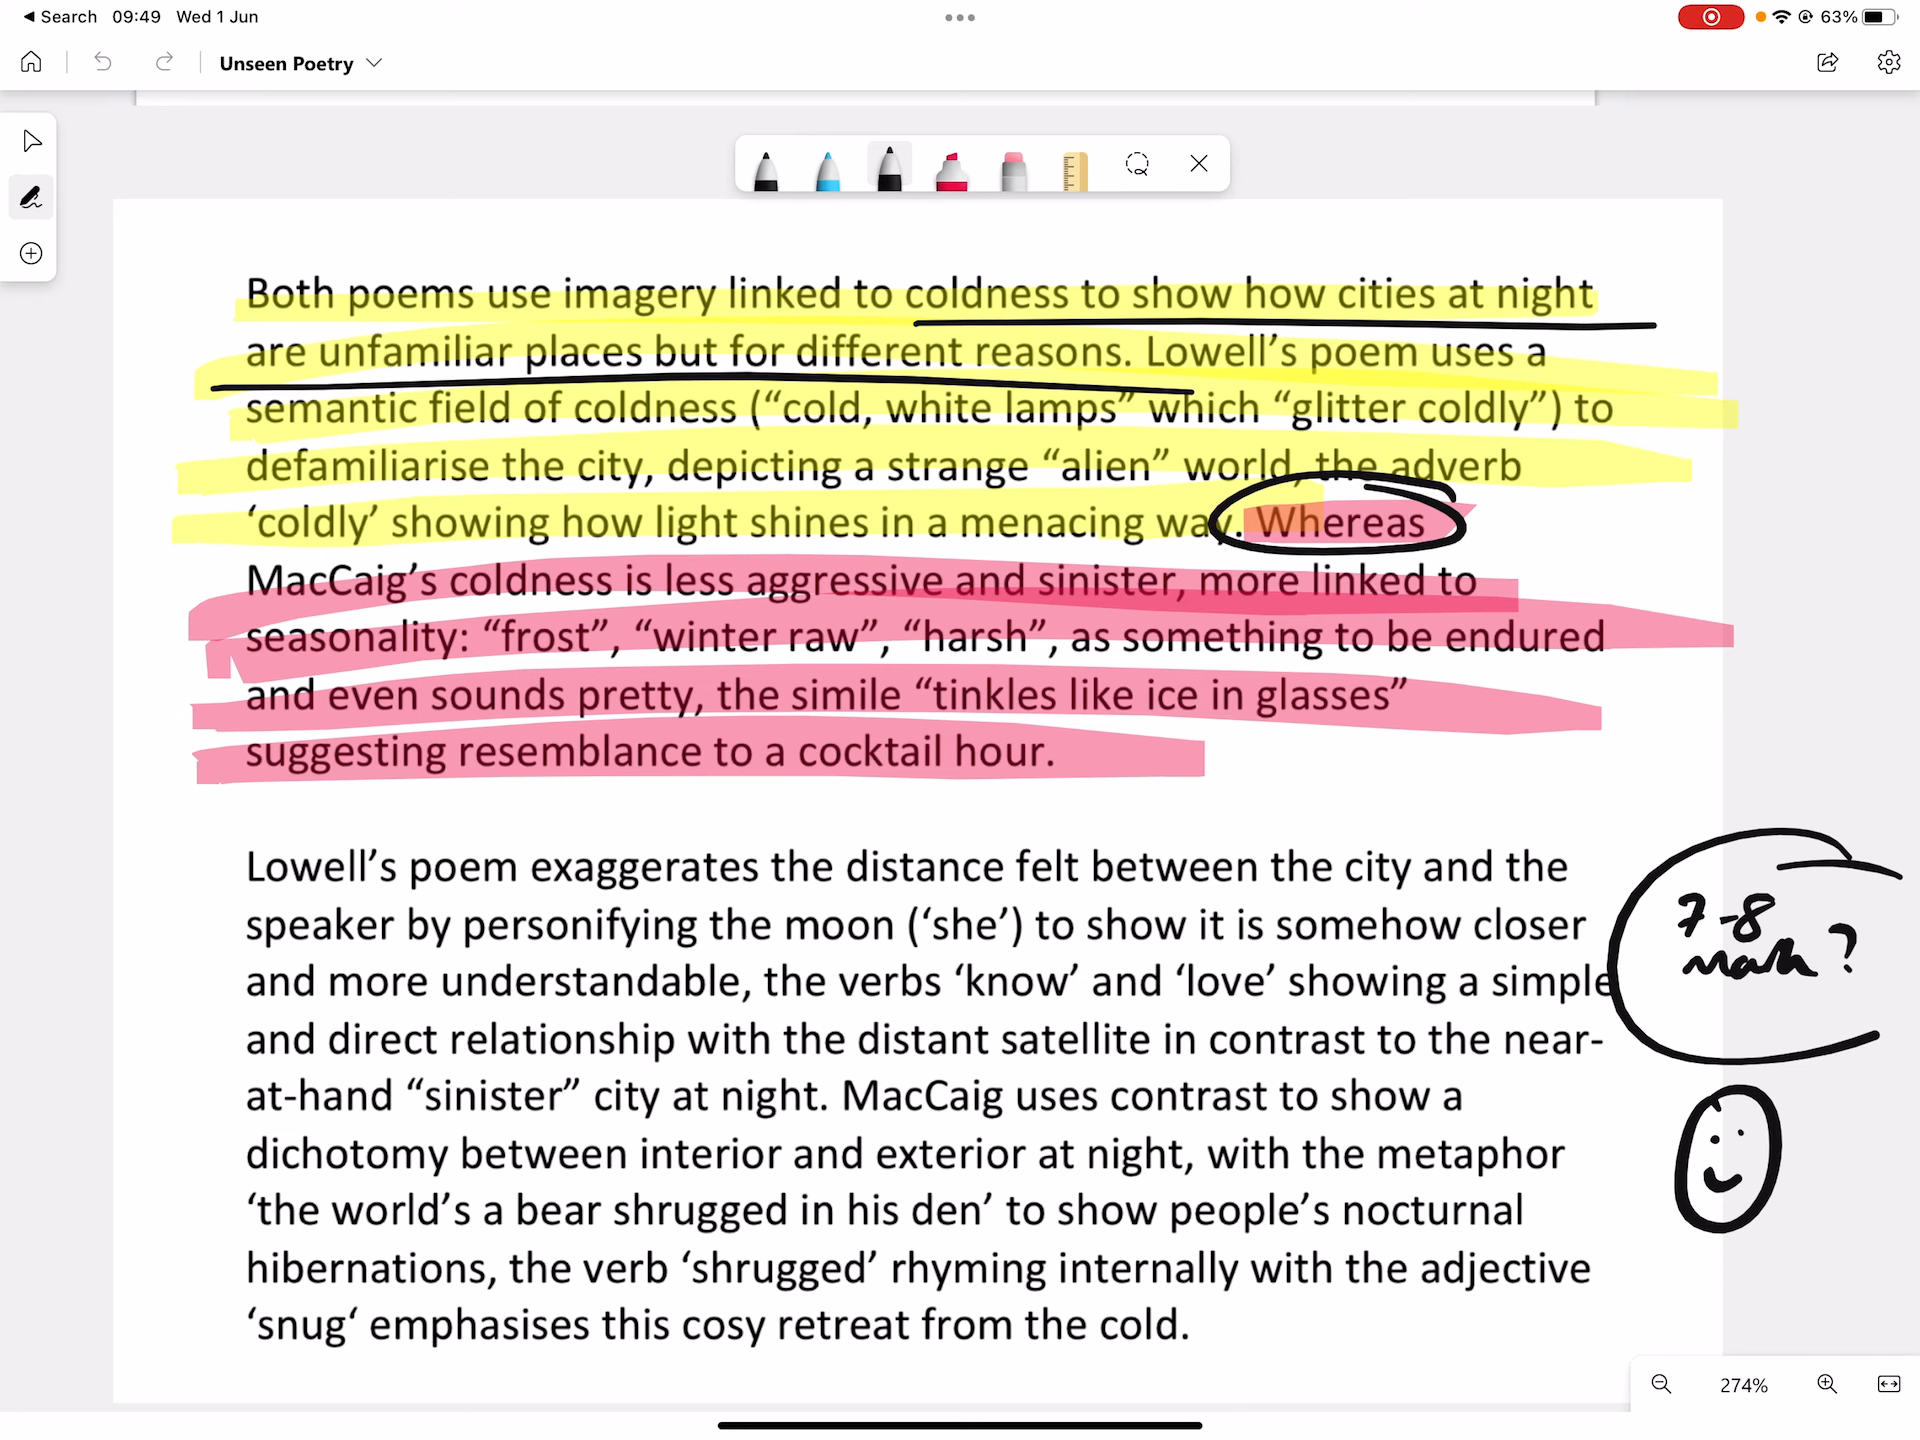 Search 09:49 Wed 1 Jun
63%
Unseen Poetry
Both poems use imagery linked to coldness to show how cities at night
are unfamiliar places but for different reasons. Lowell’s poem uses a
semantic field of coldness (“cold, white lamps” which “glitter coldly”) to
defamiliarise the city, depicting a strange “alien” world, the adverb
‘coldly’ showing how light shines in a menacing way. Whereas
MacCaig’s coldness is less aggressive and sinister, more linked to
seasonality: “frost”, “winter raw”, “harsh”, as something to be endured
and even sounds pretty, the simile “tinkles like ice in glasses”
suggesting resemblance to a cocktail hour.
Lowell’s poem exaggerates the distance felt between the city and the
speaker by personifying the moon (‘she’) to show it is somehow closer
and more understandable, the verbs ‘know’ and ‘love’ showing a simple
and direct relationship with the distant satellite in contrast to the near-
at-hand “sinister” city at night. MacCaig uses contrast to show a
dichotomy between interior and exterior at night, with the metaphor
‘the world’s a bear shrugged in his den’ to show people’s nocturnal
hibernations, the verb ‘shrugged’ rhyming internally with the adjective
‘snug‘ emphasises this cosy retreat from the cold.
7-8
?
274%